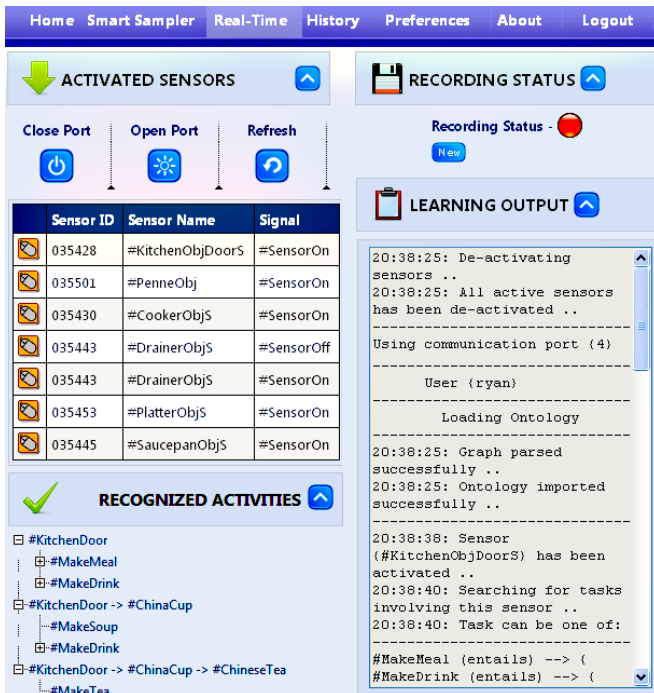 Home Smart Sampler Real-Time History Preferences About Logout
ACTIVATED SENSORS
Close Port Open Port Refresh
Sensor ID Sensor Name Signal
035428 #KitchenObjDoorS #SensorOn
035501 #PenneObj #SensorOn
035430 #CookerObjS #SensorOn
035443 #DrainerObjS #SensorOff
035443 #DrainerObjS #SensorOn
035453 #PlatterObjS #SensorOn
035445 #SaucepanObjS #SensorOn
RECOGNIZED ACTIVITIES
#KitchenDoor
#MakeMeal
#MakeDrink
#KitchenDoor -> #ChinaCup
#MakeSoup
#MakeDrink
#KitchenDoor -> #ChinaCup -> #ChineseTea
#MakeTea
RECORDING STATUS
Recording Status -
New
LEARNING OUTPUT
20:38:25: De-activating
sensors ..
20:38:25: All active sensors
has been de-activated ..
--------------------------------
Using communication port {4}
--------------------------------
User {ryan}
--------------------------------
Loading Ontology
--------------------------------
20:38:25: Graph parsed
successfully ..
20:38:25: Ontology imported
successfully ..
--------------------------------
20:38:38: Sensor
{#KitchenObjDoorS} has been
activated ..
20:38:40: Searching for tasks
involving this sensor ..
20:38:40: Task can be one of:
--------------------------------
#MakeMeal (entails) --> {
#MakeDrink (entails) --> {